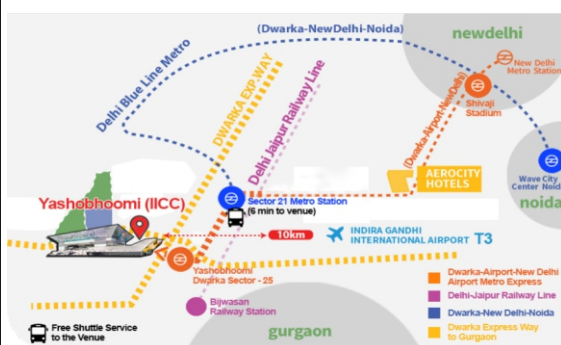 (Dwarka-NewDelhi-Noida)
newdelhi
New Delhi
Metro Station
Delhi Blue Line Metro
DWARKA EXP.WAY
Delhi Jaipur Railway Line
(Dwarka-Airport-NewDelhi)
Shivaji
Stadium
AEROCITY
HOTELS
Wave City
Center Noida
noida
Yashobhoomi (IICC)
Sector 21 Metro Station
(6 min to venue)
10km
INDIRA GANDHI
INTERNATIONAL AIRPORT T3
Yashobhoomi
Dwarka Sector - 25
Bijwasan
Railway Station
Dwarka-Airport-New Delhi
Airport Metro Express
Delhi-Jaipur Railway Line
Dwarka-New Delhi-Noida
Dwarka Express Way
to Gurgaon
Free Shuttle Service
to the Venue
gurgaon